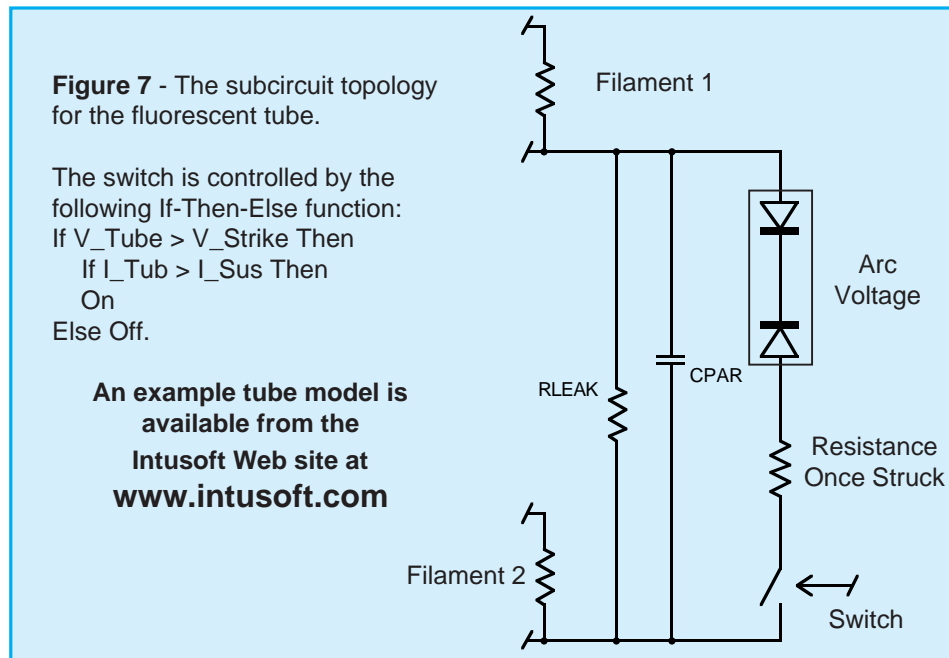 Figure 7 - The subcircuit topology
for the fluorescent tube.
The switch is controlled by the
following If-Then-Else function:
If V_Tube > V_Strike Then
If I_Tub > I_Sus Then
On
Else Off.
An example tube model is
available from the
Intusoft Web site at
www.intusoft.com
Filament 1
Arc
Voltage
CPAR
RLEAK
Resistance
Once Struck
Filament 2
Switch